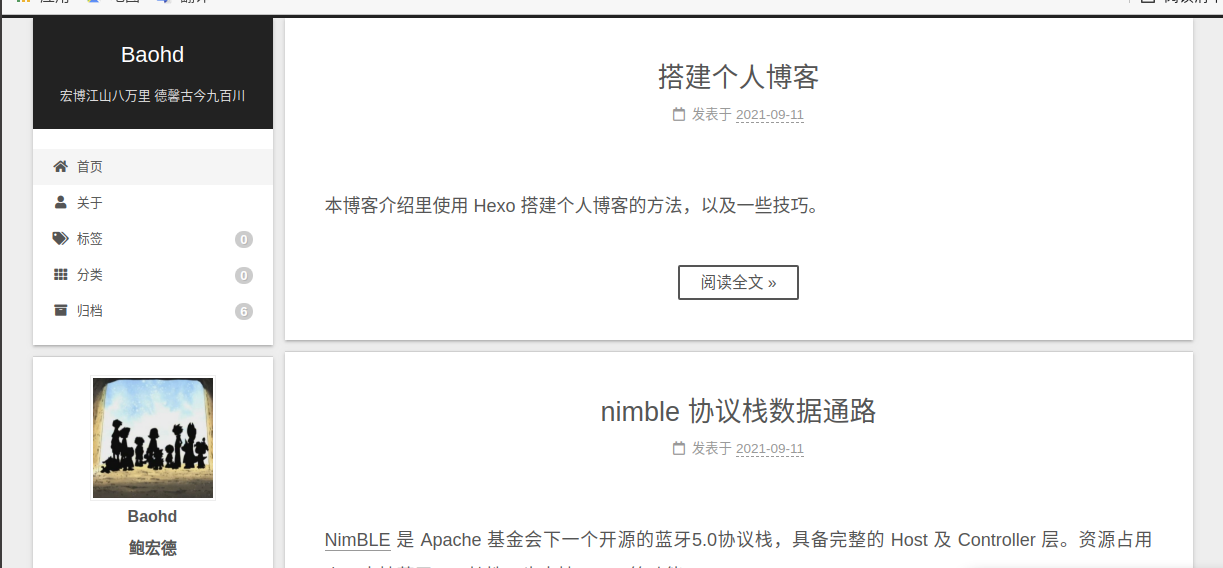 Baohd
宏博江山八万里 德馨古今九百川
首页
关于
标签 0
分类 0
归档 6
Baohd
鲍宏德
搭建个人博客
发表于 2021-09-11
本博客介绍里使用 Hexo 搭建个人博客的方法，以及一些技巧。
阅读全文 »
nimble 协议栈数据通路
发表于 2021-09-11
NimBLE 是 Apache 基金会下一个开源的蓝牙5.0协议栈，具备完整的 Host 及 Controller 层。资源占用